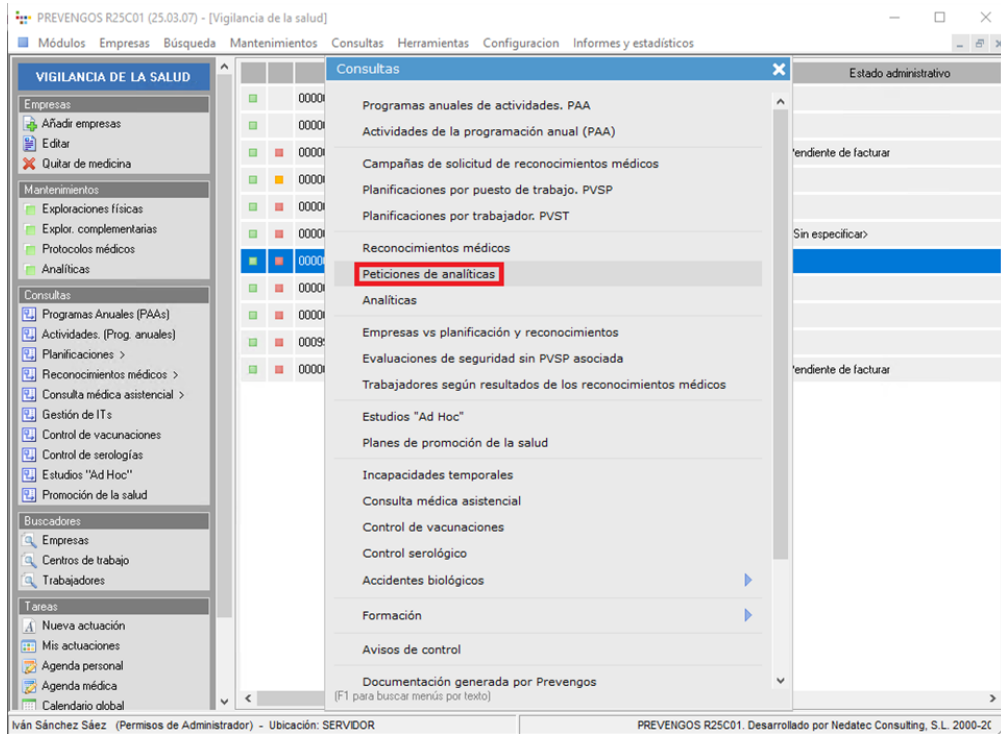 PREVENGOS R25C01 (25.03.07) - [Vigilancia de la salud]
Módulos Empresas Búsqueda Mantenimientos Consultas Herramientas Configuracion Informes y estadísticos
VIGILANCIA DE LA SALUD
Empresas
Añadir empresas
Editar
Quitar de medicina
Mantenimientos
Exploraciones físicas
Explor. complementarias
Protocolos médicos
Analíticas
Consultas
Programas Anuales (PAAs)
Actividades. (Prog. anuales)
Planificaciones >
Reconocimientos médicos >
Consulta médica asistencial >
Gestión de ITs
Control de vacunaciones
Control de serologías
Estudios "Ad Hoc"
Promoción de la salud
Buscadores
Empresas
Centros de trabajo
Trabajadores
Tareas
Nueva actuación
Mis actuaciones
Agenda personal
Agenda médica
Calendario global
Consultas
Programas anuales de actividades. PAA
Actividades de la programación anual (PAA)
Campañas de solicitud de reconocimientos médicos
Planificaciones por puesto de trabajo. PVSP
Planificaciones por trabajador. PVST
Reconocimientos médicos
Peticiones de analíticas
Analíticas
Empresas vs planificación y reconocimientos
Evaluaciones de seguridad sin PVSP asociada
Trabajadores según resultados de los reconocimientos médicos
Estudios "Ad Hoc"
Planes de promoción de la salud
Incapacidades temporales
Consulta médica asistencial
Control de vacunaciones
Control serológico
Accidentes biológicos
Formación
Avisos de control
Documentación generada por Prevengos
(F1 para buscar menús por texto)
Estado administrativo
endiente de facturar
Sin especificar>
endiente de facturar
Iván Sánchez Sáez (Permisos de Administrador) - Ubicación: SERVIDOR
PREVENGOS R25C01. Desarrollado por Nedatec Consulting, S.L. 2000-20